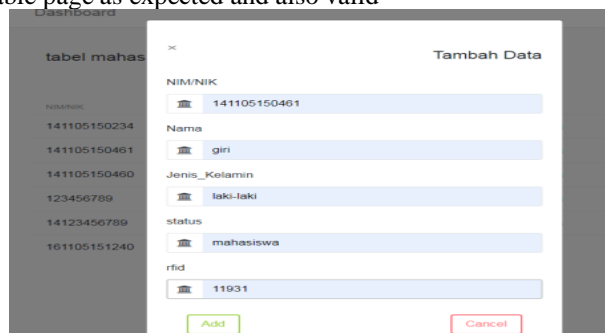 able page as expected and also valid
Dashboard
tabel mahas
NIM/NIK
141105150234
141105150461
141105150460
123456789
14123456789
161105151240
×
Tambah Data
NIM/NIK
141105150461
Nama
giri
Jenis_Kelamin
laki-laki
status
mahasiswa
rfid
11931
Add
Cancel